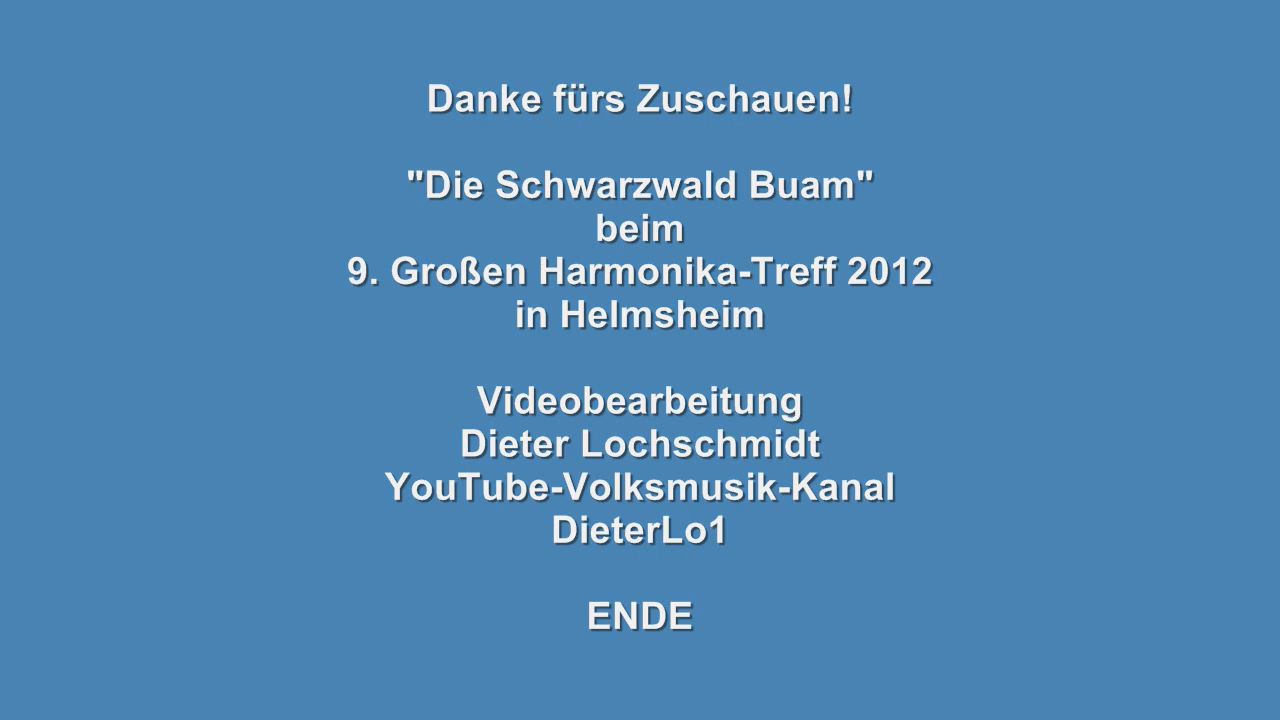 Danke fürs Zuschauen!
"Die Schwarzwald Buam"
beim
9. Großen Harmonika-Treff 2012
in Helmsheim
Videobearbeitung
Dieter Lochschmidt
YouTube-Volksmusik-Kanal
DieterLo1
ENDE